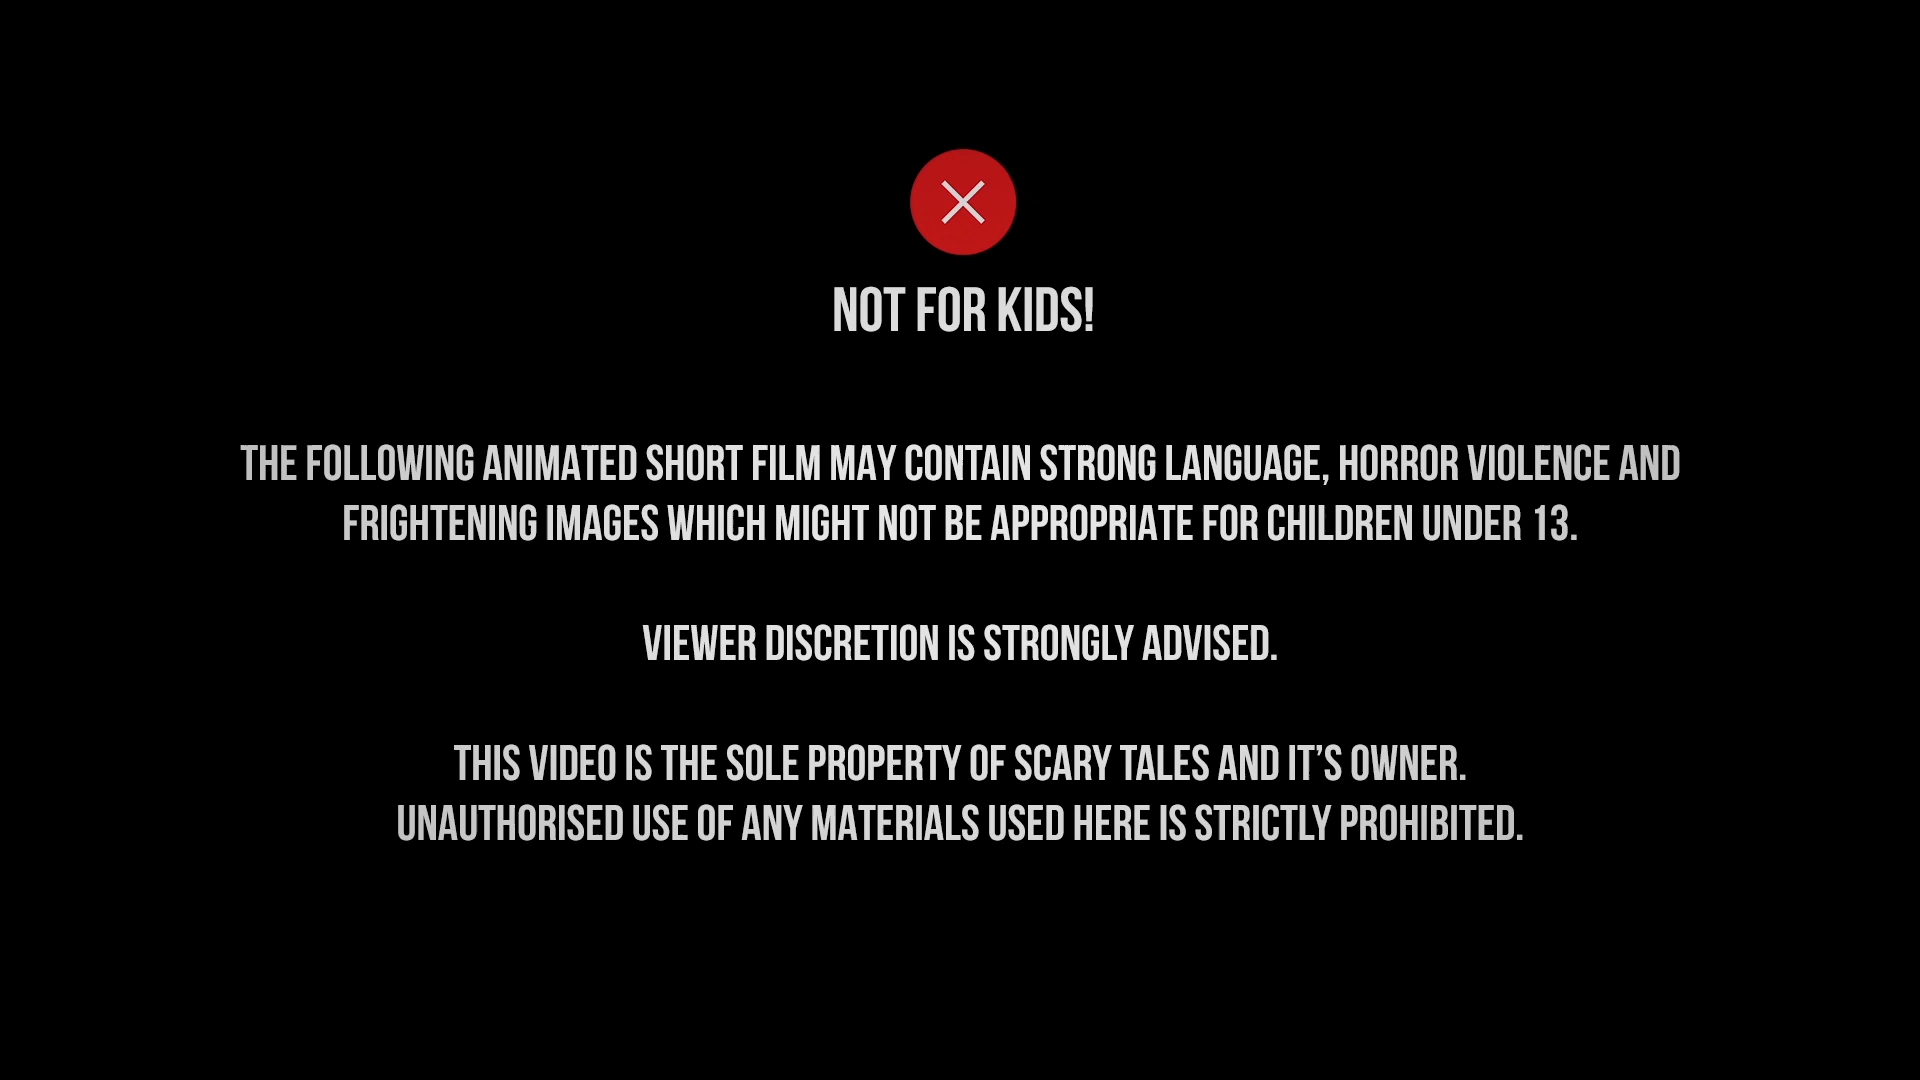 NOT FOR KIDS!
THE FOLLOWING ANIMATED SHORT FILM MAY CONTAIN STRONG LANGUAGE, HORROR VIOLENCE AND
FRIGHTENING IMAGES WHICH MIGHT NOT BE APPROPRIATE FOR CHILDREN UNDER 13.
VIEWER DISCRETION IS STRONGLY ADVISED.
THIS VIDEO IS THE SOLE PROPERTY OF SCARY TALES AND IT’S OWNER.
UNAUTHORISED USE OF ANY MATERIALS USED HERE IS STRICTLY PROHIBITED.